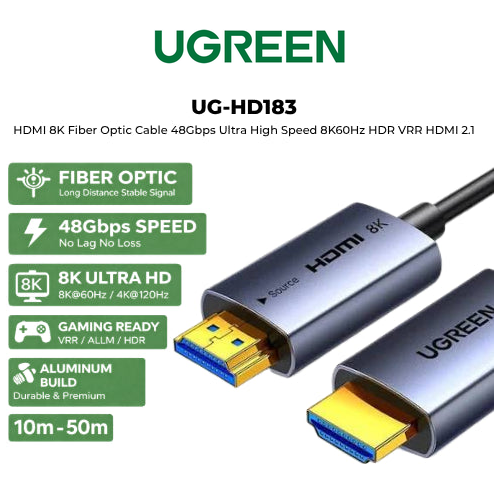 UGREEN
UG-HD183
HDMI 8K Fiber Optic Cable 48Gbps Ultra High Speed 8K60Hz HDR VRR HDMI 2.1
FIBER OPTIC
Long Distance Stable Signal
48Gbps SPEED
No Lag No Loss
8K
8K ULTRA HD
8K@60Hz / 4K@120Hz
GAMING READY
VRR / ALLM / HDR
ALUMINUM
BUILD
Durable & Premium
10m - 50m
► Source HDMI 8K
UGREEN